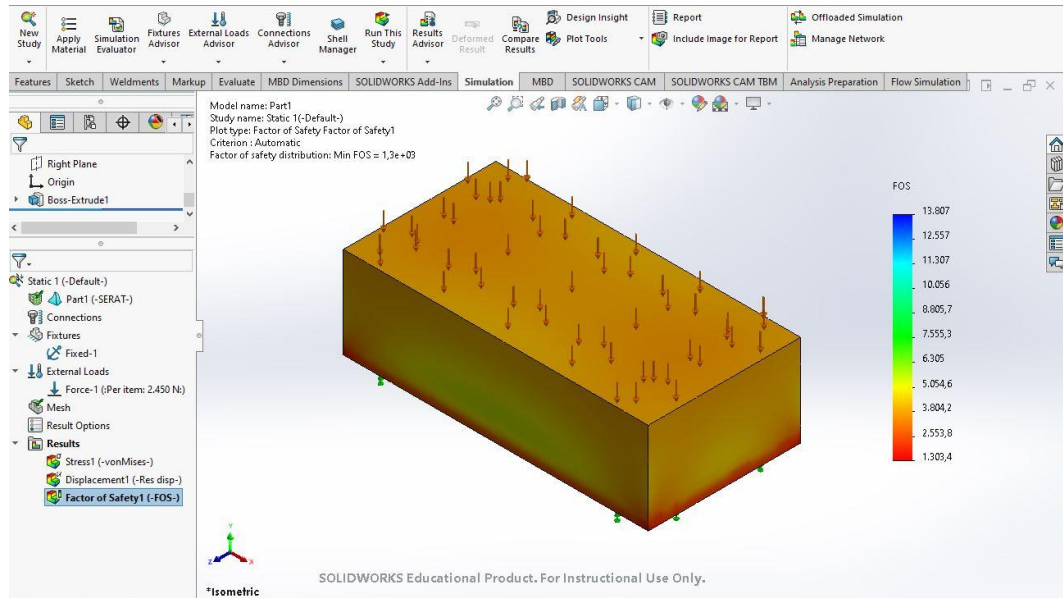 New Study
Apply Material
Simulation Evaluator
Fixtures Advisor
External Loads Advisor
Connections Advisor
Shell Manager
Run This Study
Results Advisor
Deformed Result
Compare Results
Design Insight
Plot Tools
Report
Include Image for Report
Offloaded Simulation
Manage Network
Features Sketch Weldments Markup Evaluate MBD Dimensions SOLIDWORKS Add-Ins Simulation MBD SOLIDWORKS CAM SOLIDWORKS CAM TBM Analysis Preparation Flow Simulation
Right Plane
Origin
Boss-Extrude1
Static 1 (-Default-)
Part1 (-SERAT-)
Connections
Fixtures
Fixed-1
External Loads
Force-1 (:Per item: 2.450 N:)
Mesh
Result Options
Results
Stress1 (-vonMises-)
Displacement1 (-Res disp-)
Factor of Safety1 (-FOS-)
Model name: Part1
Study name: Static 1(-Default-)
Plot type: Factor of Safety Factor of Safety1
Criterion : Automatic
Factor of safety distribution: Min FOS = 1,3e+03
FOS
13.807
12.557
11.307
10.056
8.805,7
7.555,3
6.305
5.054,6
3.804,2
2.553,8
1.303,4
Y
Z
X
SOLIDWORKS Educational Product. For Instructional Use Only.
*Isometric